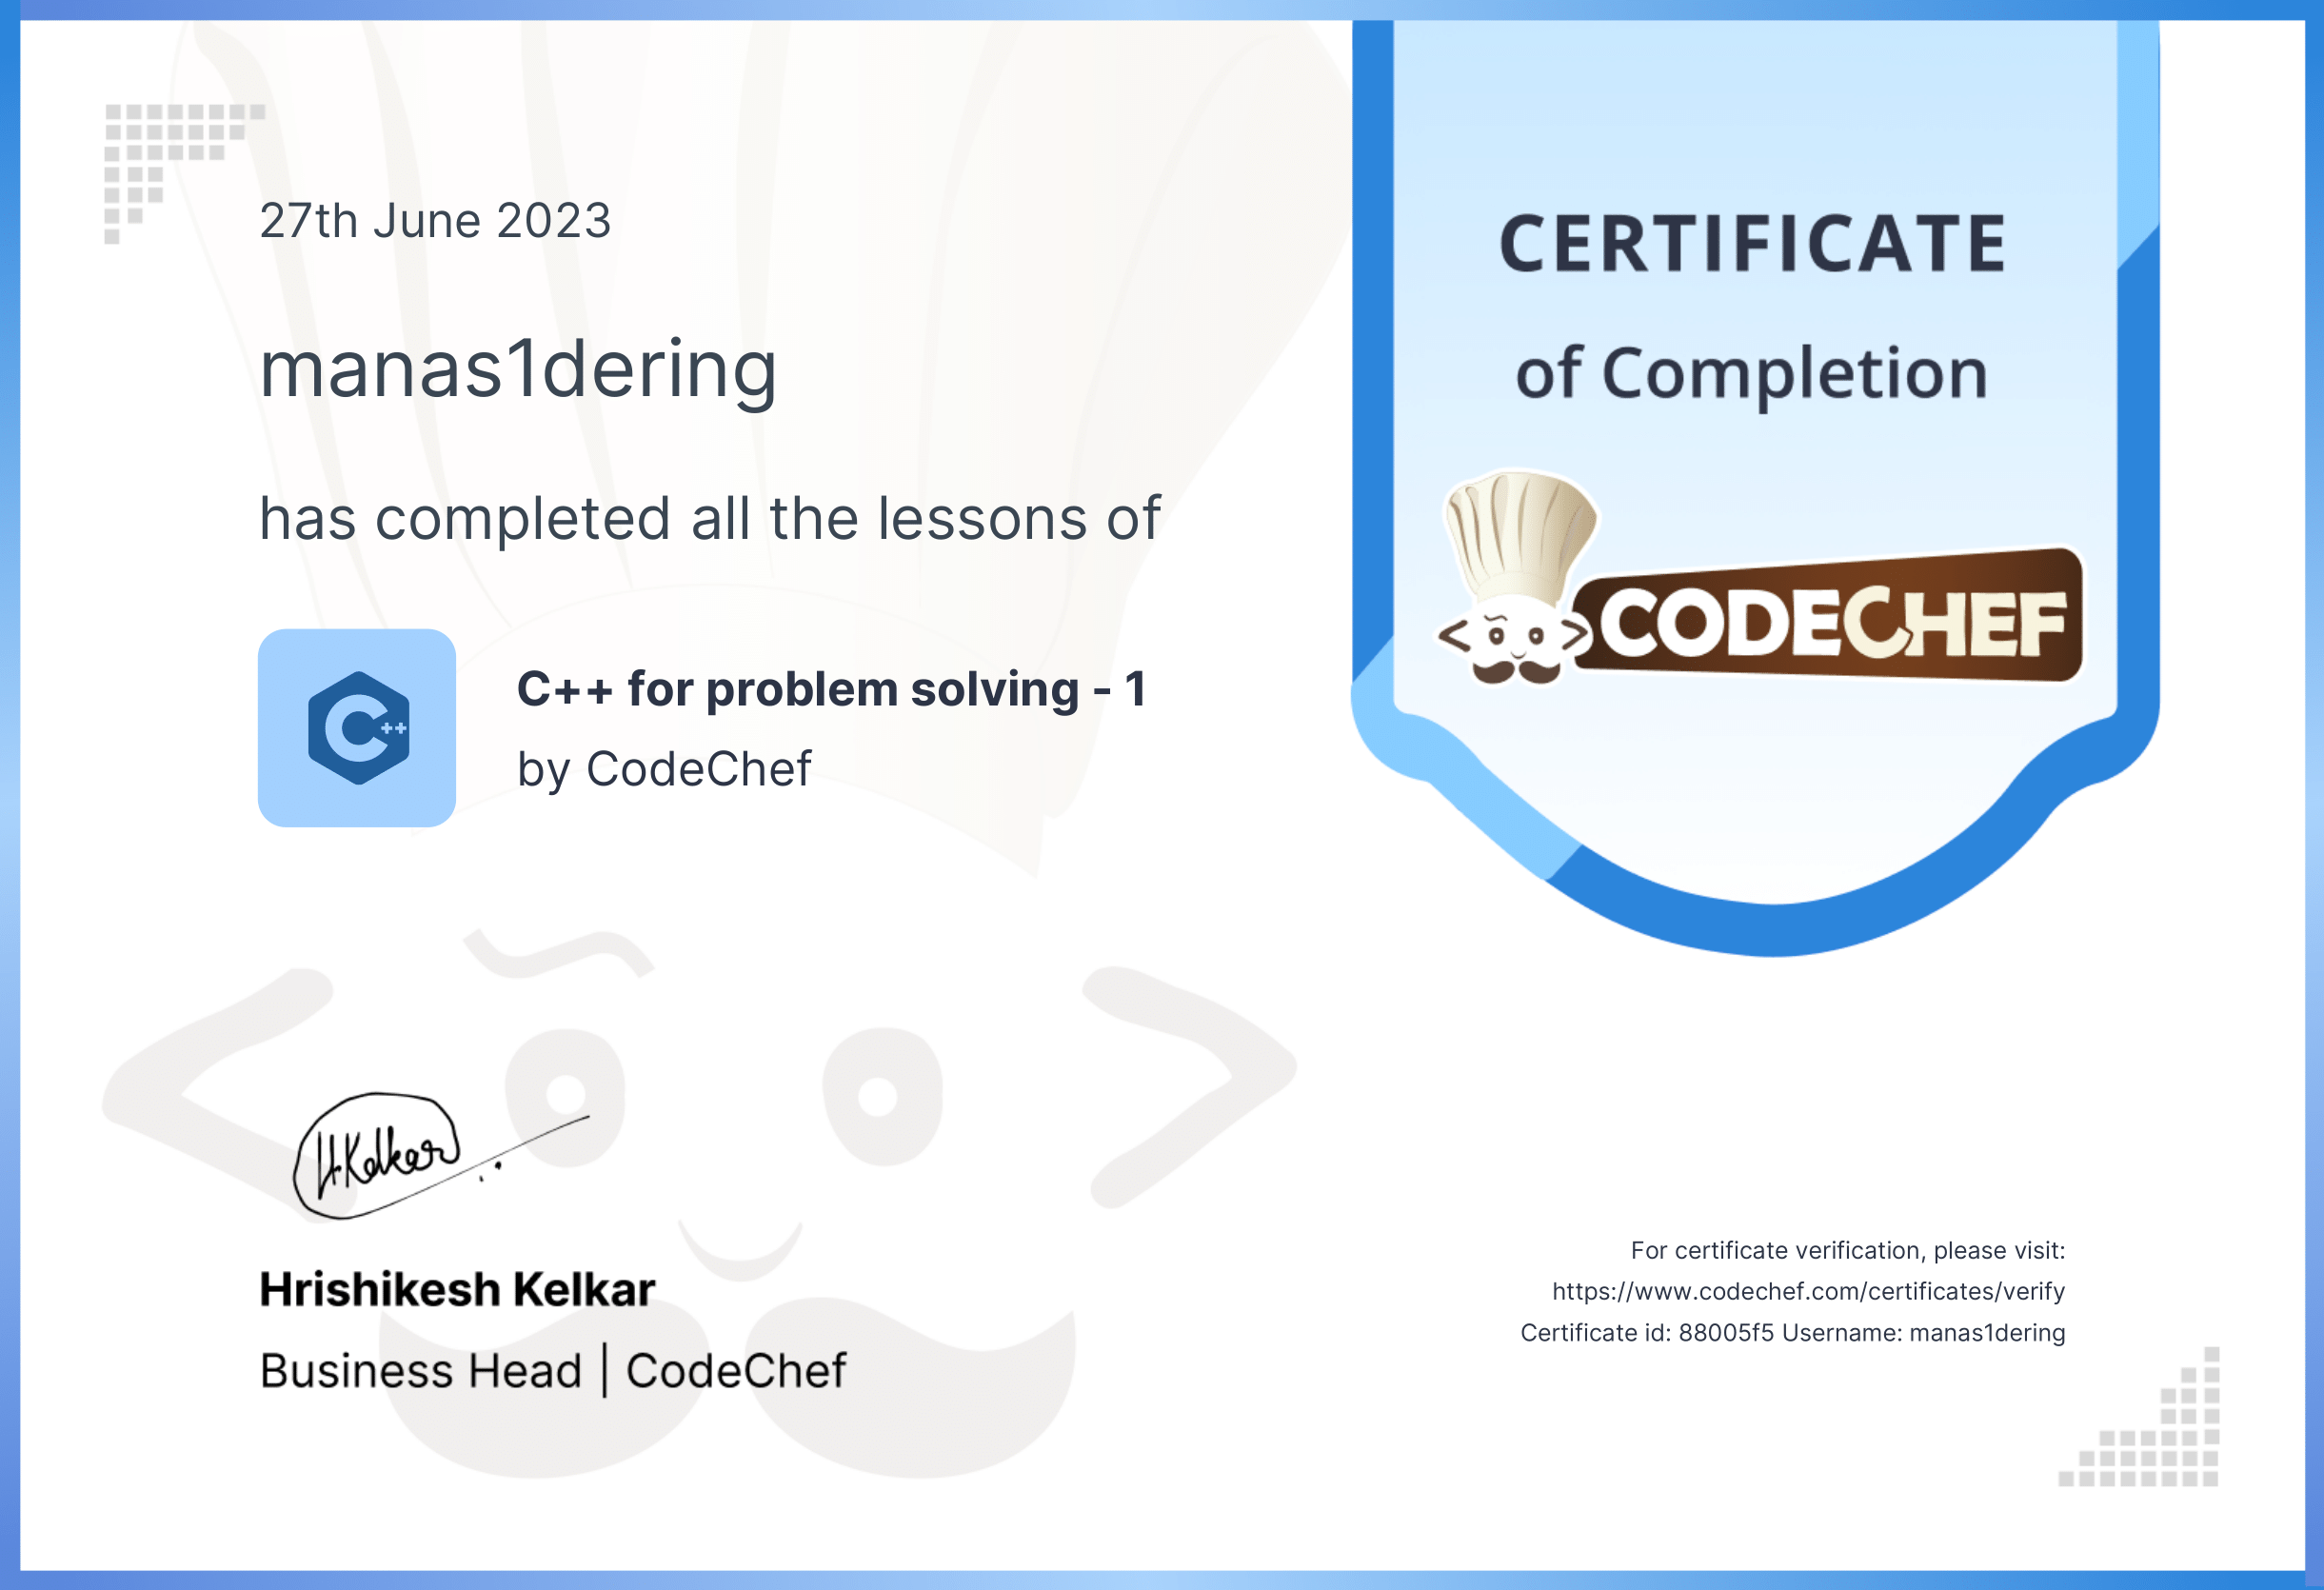 27th June 2023
manas1dering
has completed all the lessons of
C++
C++ for problem solving - 1
by CodeChef
CERTIFICATE
of Completion
CODECHEF
HKelkar
Hrishikesh Kelkar
Business Head | CodeChef
For certificate verification, please visit:
https://www.codechef.com/certificates/verify
Certificate id: 88005f5 Username: manas1dering